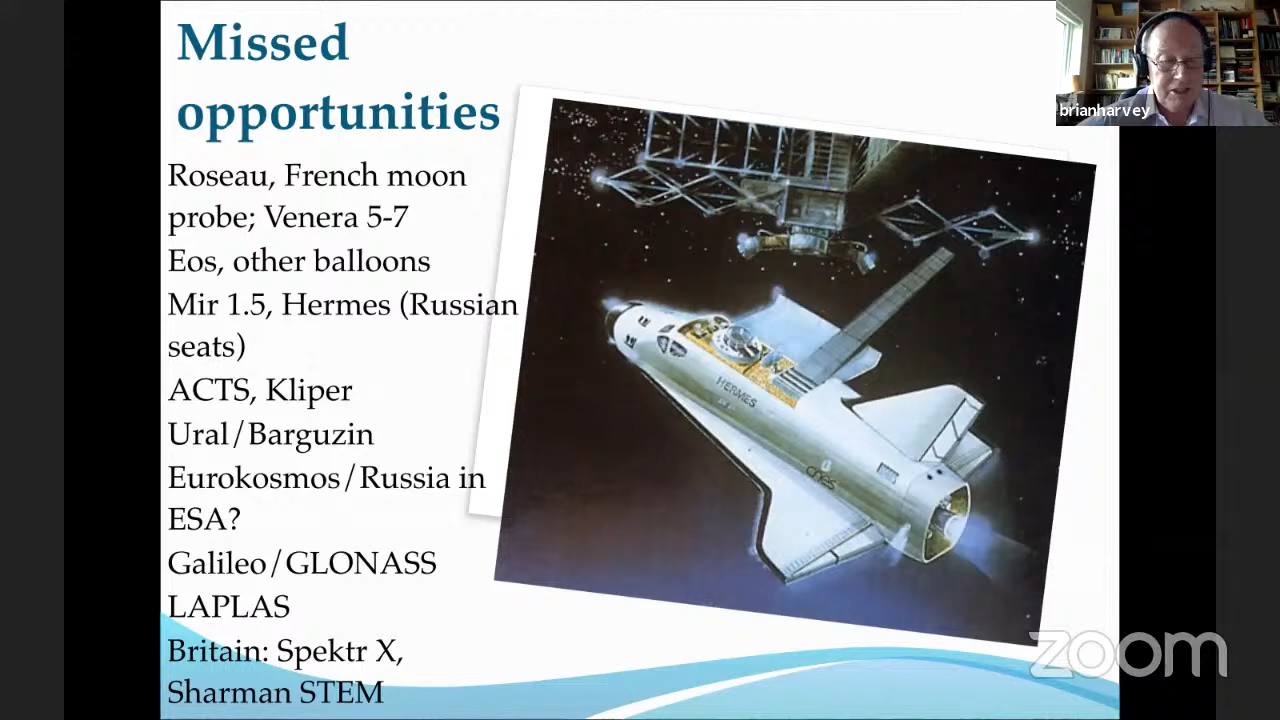 Missed
opportunities
Roseau, French moon
probe; Venera 5-7
Eos, other balloons
Mir 1.5, Hermes (Russian
seats)
ACTS, Kliper
Ural/Barguzin
Eurokosmos/Russia in
ESA?
Galileo/GLONASS
LAPLAS
Britain: Spektr X,
Sharman STEM
HERMES
cnes
brianharvey
zoom